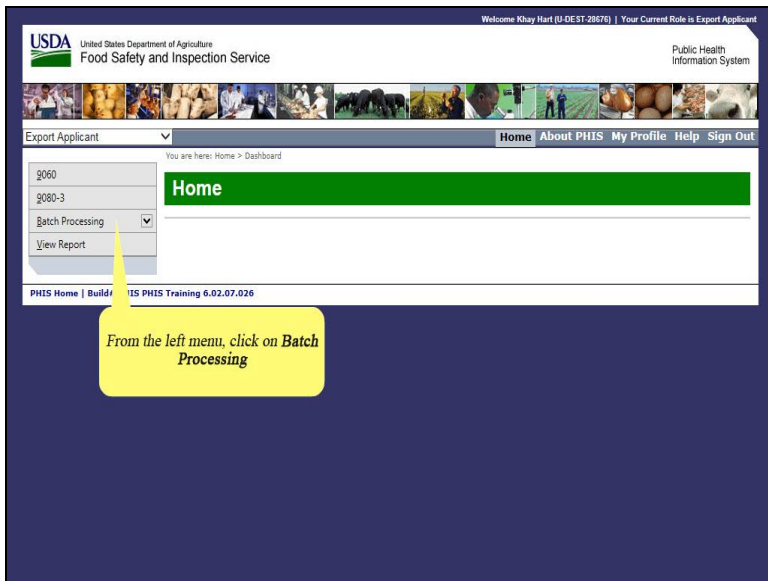 Welcome Khay Hart (U-DEST-28676) | Your Current Role is Export Applicant
USDA
United States Department of Agriculture
Food Safety and Inspection Service
Public Health
Information System
Export Applicant
Home About PHIS My Profile Help Sign Out
You are here: Home > Dashboard
9060
9080-3
Batch Processing
View Report
Home
PHIS Home | Build# PHIS PHIS Training 6.02.07.026
From the left menu, click on Batch
Processing